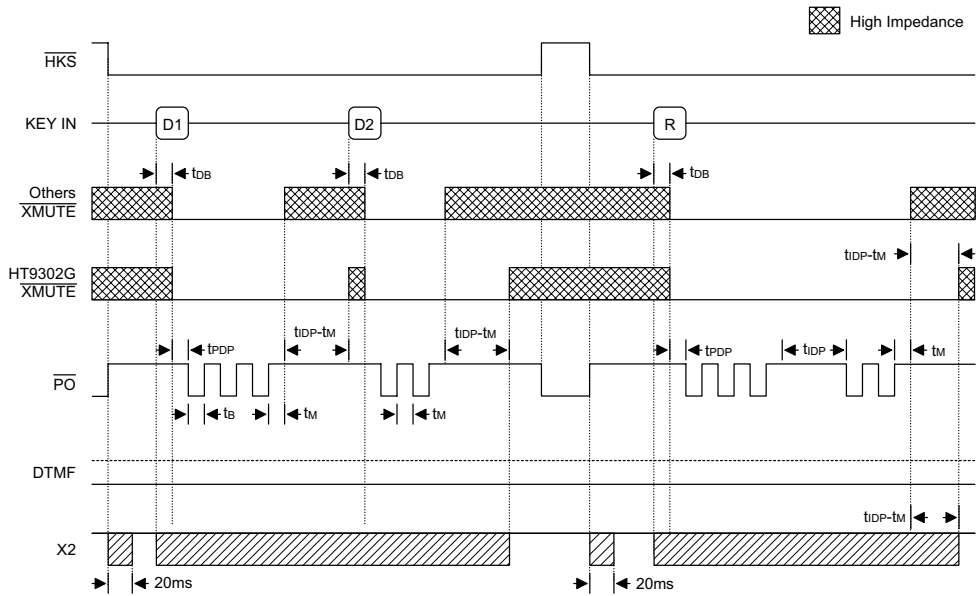 High Impedance
HKS
KEY IN
D1
D2
R
tDB
tDB
tDB
Others
XMUTE
tIDP-tM
HT9302G
XMUTE
tPDP
tIDP-tM
tIDP-tM
tPDP
tIDP
tM
PO
tB
tM
tM
DTMF
tIDP-tM
X2
20ms
20ms